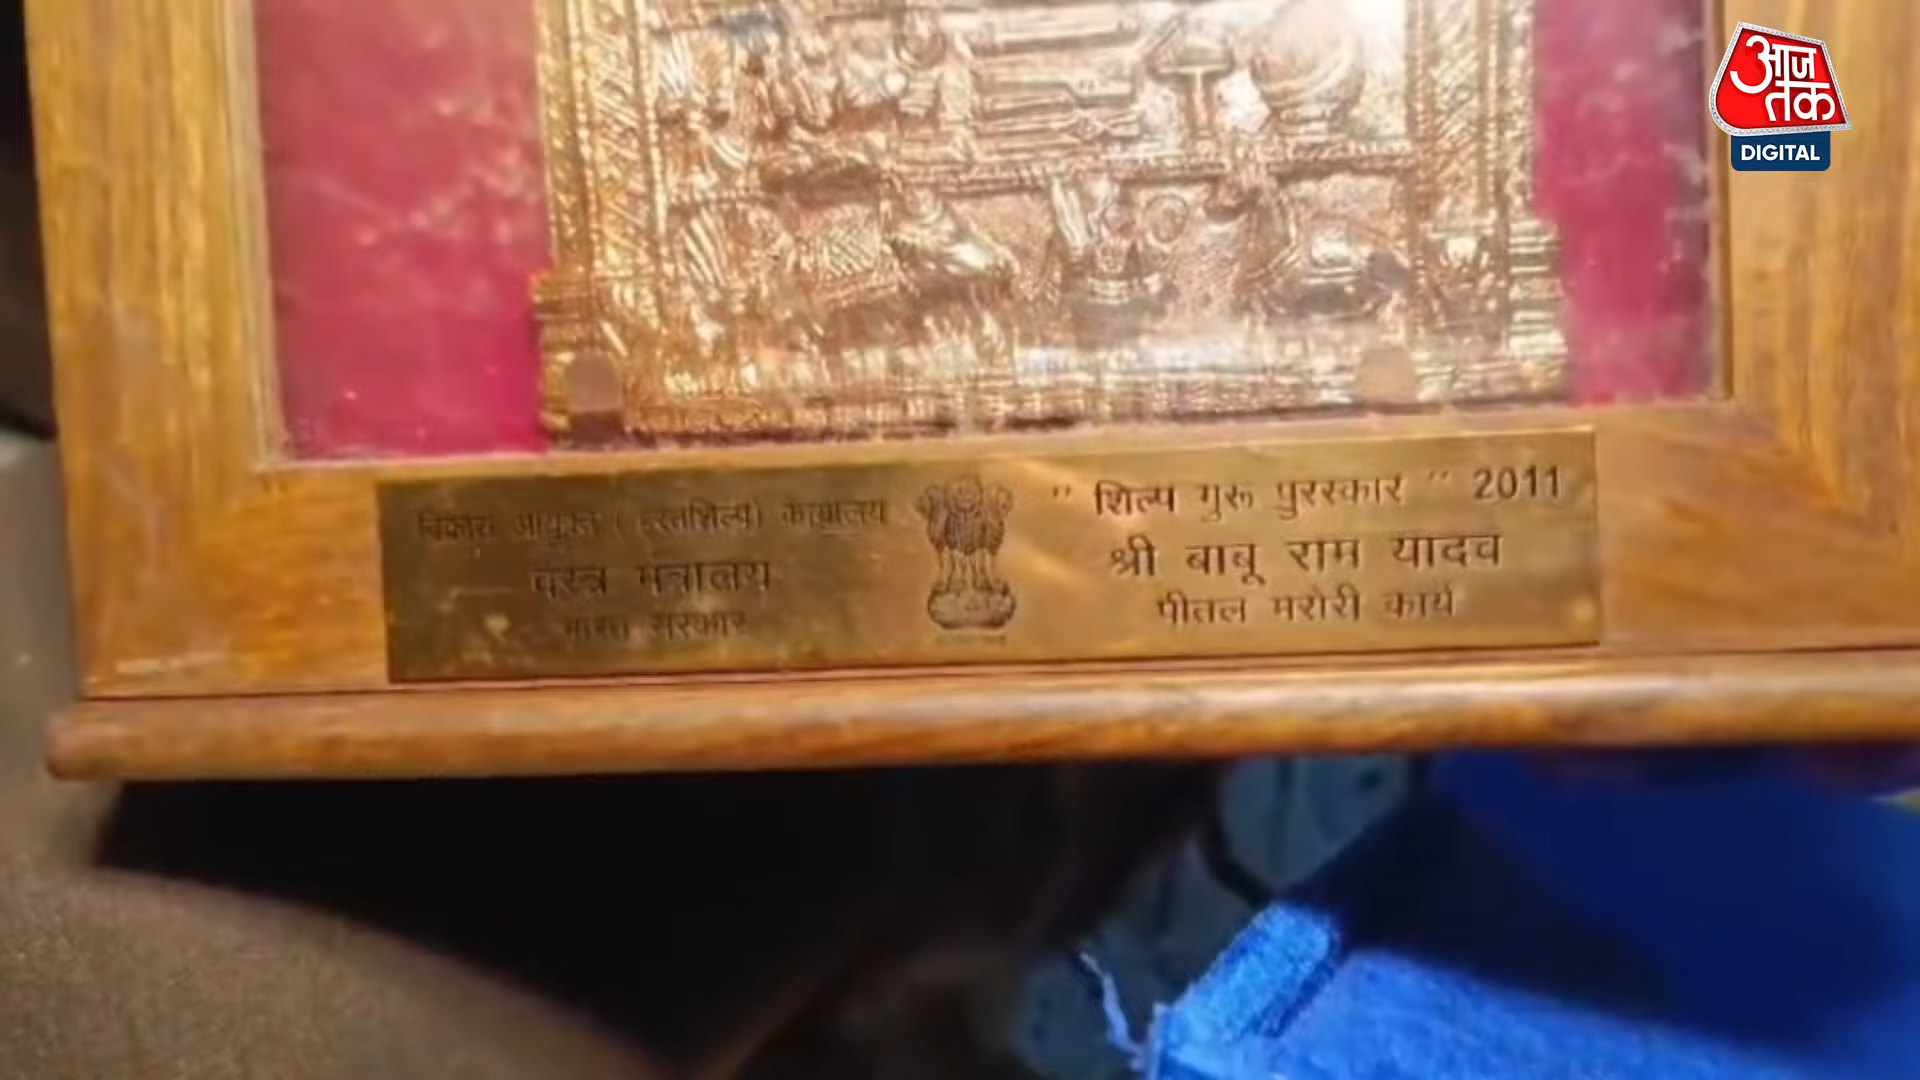 आज
तक
DIGITAL
विकास आयुक्त ( हस्तशिल्प) कार्यालय
वस्त्र मंत्रालय
भारत सरकार
" शिल्प गुरू पुरस्कार " 2011
श्री बाबू राम यादव
पीतल मरोरी कार्य